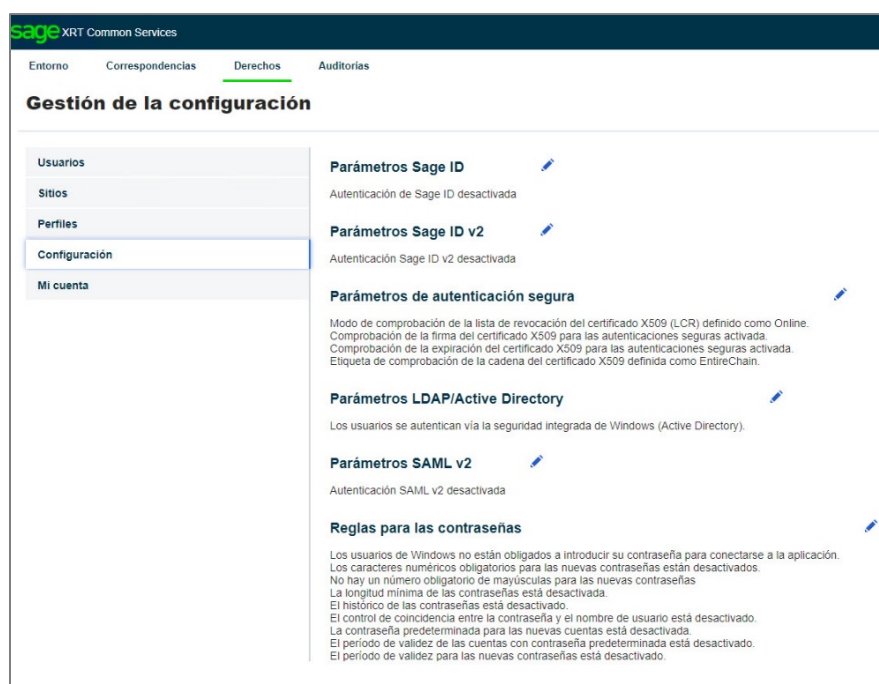 sage XRT Common Services
Entorno Correspondencias Derechos Auditorías
Gestión de la configuración
Usuarios
Sitios
Perfiles
Configuración
Mi cuenta
Parámetros Sage ID
Autenticación de Sage ID desactivada
Parámetros Sage ID v2
Autenticación Sage ID v2 desactivada
Parámetros de autenticación segura
Modo de comprobación de la lista de revocación del certificado X509 (LCR) definido como Online.
Comprobación de la firma del certificado X509 para las autenticaciones seguras activada.
Comprobación de la expiración del certificado X509 para las autenticaciones seguras activada.
Etiqueta de comprobación de la cadena del certificado X509 definida como EntireChain.
Parámetros LDAP/Active Directory
Los usuarios se autentican vía la seguridad integrada de Windows (Active Directory).
Parámetros SAML v2
Autenticación SAML v2 desactivada
Reglas para las contraseñas
Los usuarios de Windows no están obligados a introducir su contraseña para conectarse a la aplicación.
Los caracteres numéricos obligatorios para las nuevas contraseñas están desactivados.
No hay un número obligatorio de mayúsculas para las nuevas contraseñas
La longitud mínima de las contraseñas está desactivada.
El histórico de las contraseñas está desactivado.
El control de coincidencia entre la contraseña y el nombre de usuario está desactivado.
La contraseña predeterminada para las nuevas cuentas está desactivada.
El período de validez de las cuentas con contraseña predeterminada está desactivado.
El período de validez para las nuevas contraseñas está desactivado.